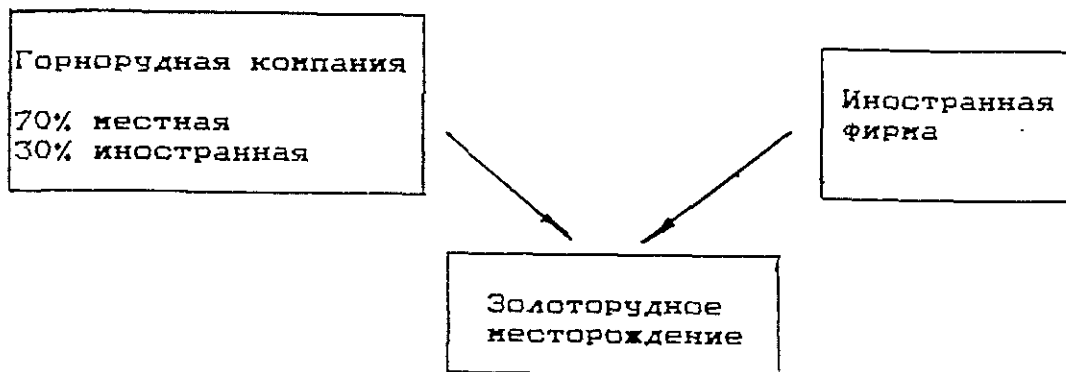 Горнорудная компания
70% местная
30% иностранная
Иностранная
фирма
Золоторудное
месторождение